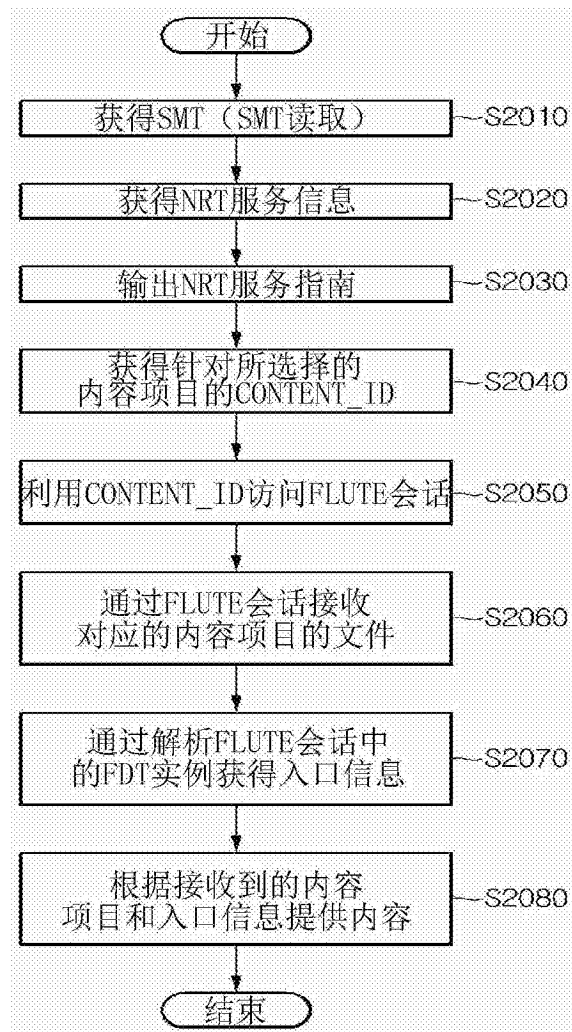 开始
获得SMT（SMT读取）
S2010
获得NRT服务信息
S2020
输出NRT服务指南
S2030
获得针对所选择的
内容项目的CONTENT_ID
S2040
利用CONTENT_ID访问FLUTE会话
S2050
通过FLUTE会话接收
对应的内容项目的文件
S2060
通过解析FLUTE会话中
的FDT实例获得入口信息
S2070
根据接收到的内容
项目和入口信息提供内容
S2080
结束